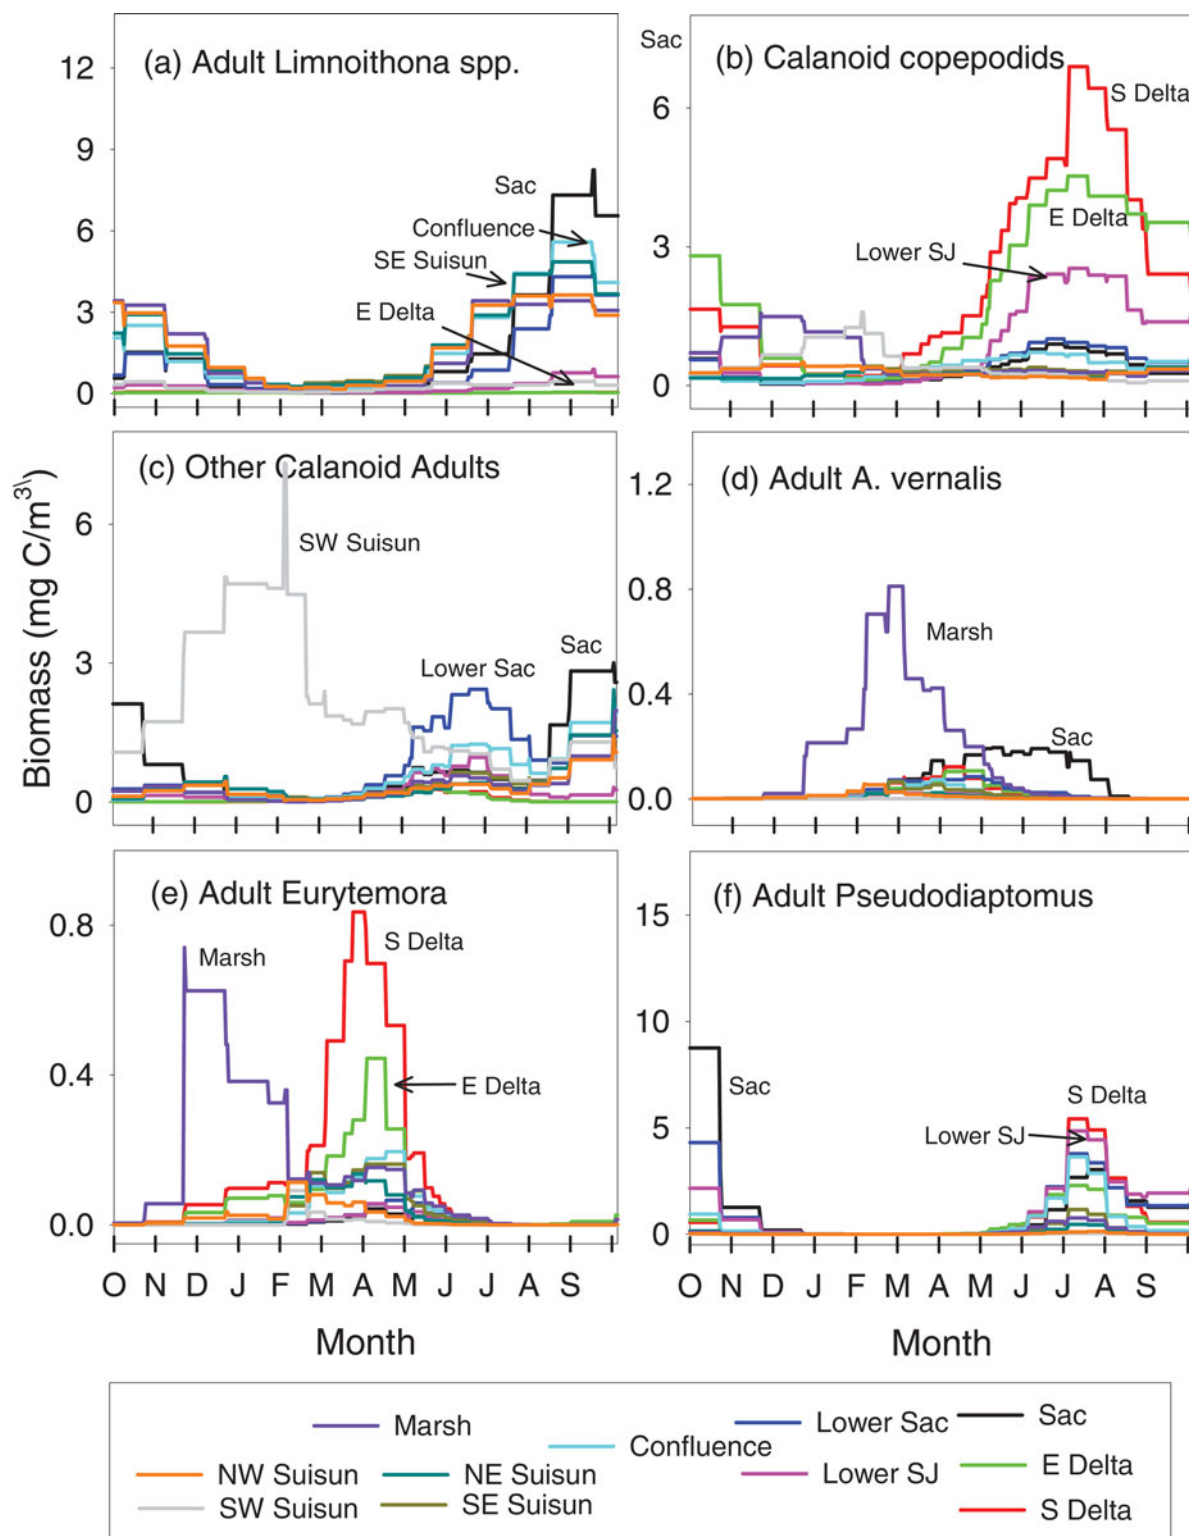 (a) Adult Limnoithona spp.
12
9
6
3
0
Sac
Confluence
SE Suisun
E Delta
Sac
(b) Calanoid copepodids
6
3
0
S Delta
E Delta
Lower SJ
(c) Other Calanoid Adults
6
3
0
SW Suisun
Lower Sac
Sac
(d) Adult A. vernalis
1.2
0.8
0.4
0.0
Marsh
Sac
Biomass (mg C/m3\)
(e) Adult Eurytemora
0.8
0.4
0.0
Marsh
S Delta
E Delta
O N D J F M A M J J A S
Month
(f) Adult Pseudodiaptomus
15
10
5
0
Sac
S Delta
Lower SJ
O N D J F M A M J J A S
Month
Marsh
Lower Sac
Sac
Confluence
NW Suisun
NE Suisun
Lower SJ
E Delta
SW Suisun
SE Suisun
S Delta